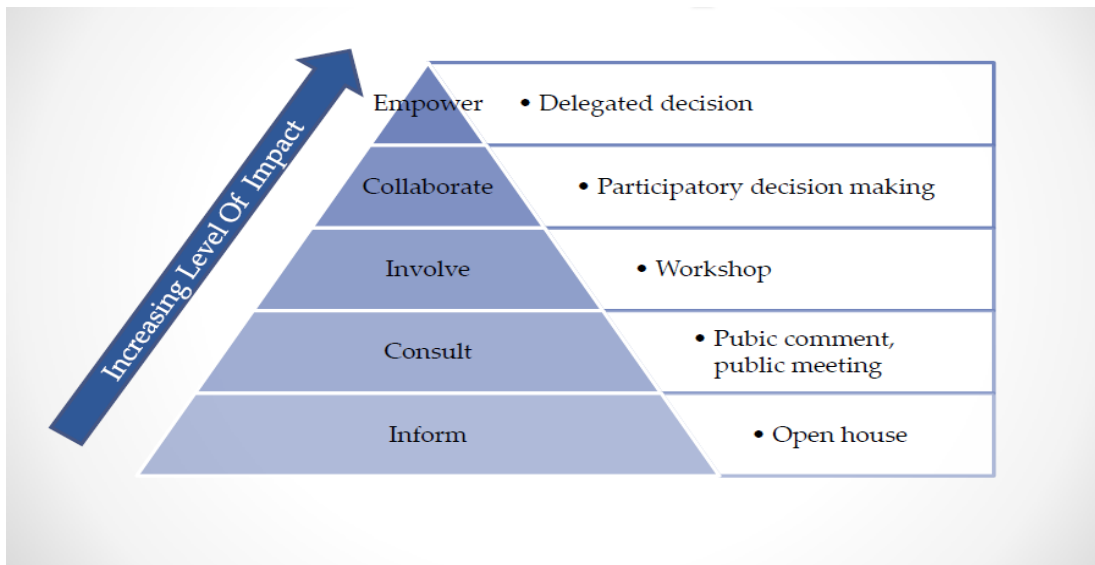 Increasing Level Of Impact
Empower
• Delegated decision
Collaborate
• Participatory decision making
Involve
• Workshop
Consult
• Pubic comment,
public meeting
Inform
• Open house